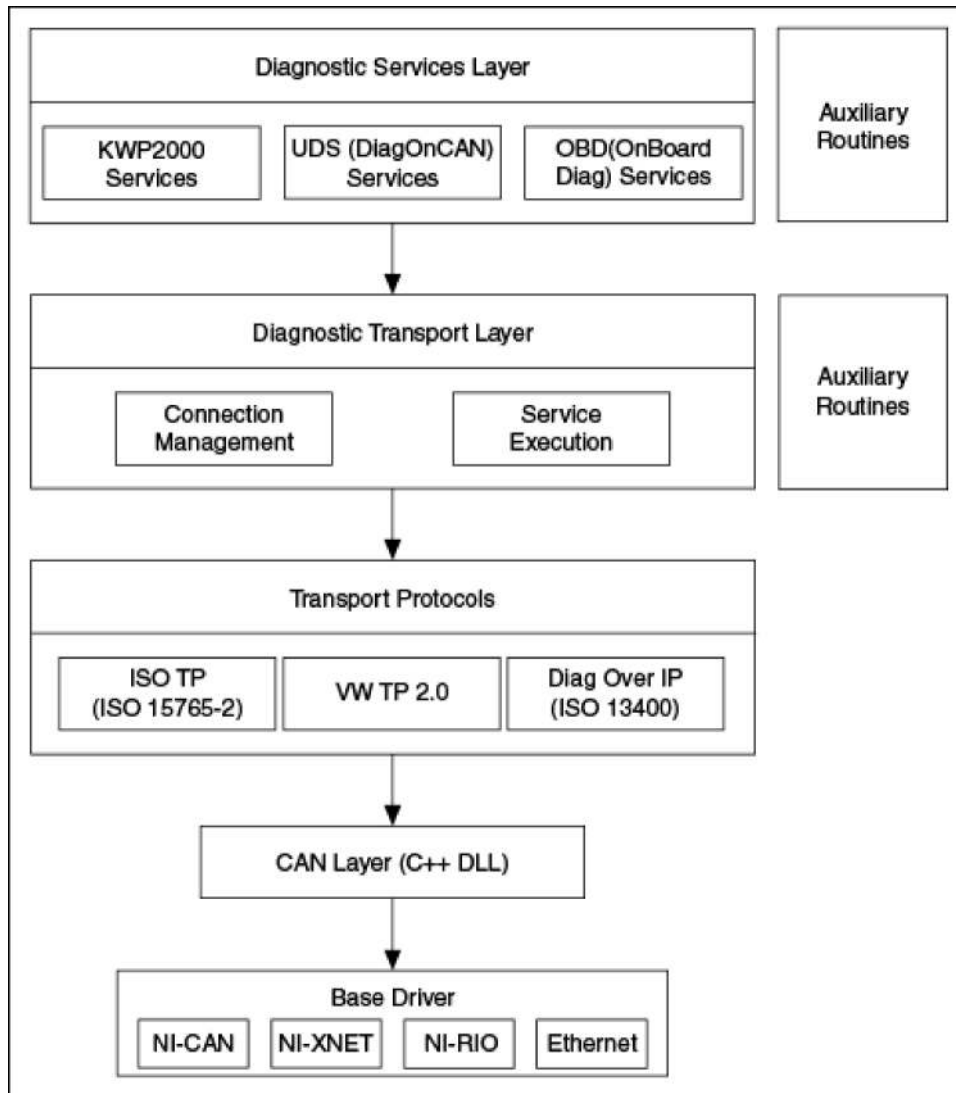 Diagnostic Services Layer
KWP2000
Services
UDS (DiagOnCAN)
Services
OBD(OnBoard
Diag) Services
Auxiliary
Routines
Diagnostic Transport Layer
Connection
Management
Service
Execution
Auxiliary
Routines
Transport Protocols
ISO TP
(ISO 15765-2)
VW TP 2.0
Diag Over IP
(ISO 13400)
CAN Layer (C++ DLL)
Base Driver
NI-CAN
NI-XNET
NI-RIO
Ethernet